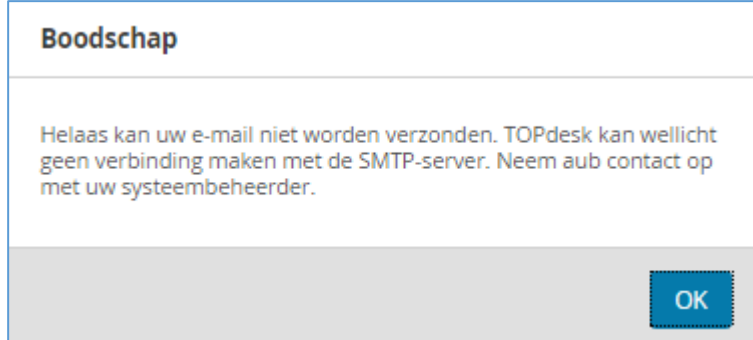 Boodschap
Helaas kan uw e-mail niet worden verzonden. TOPdesk kan wellicht
geen verbinding maken met de SMTP-server. Neem aub contact op
met uw systeembeheerder.
OK